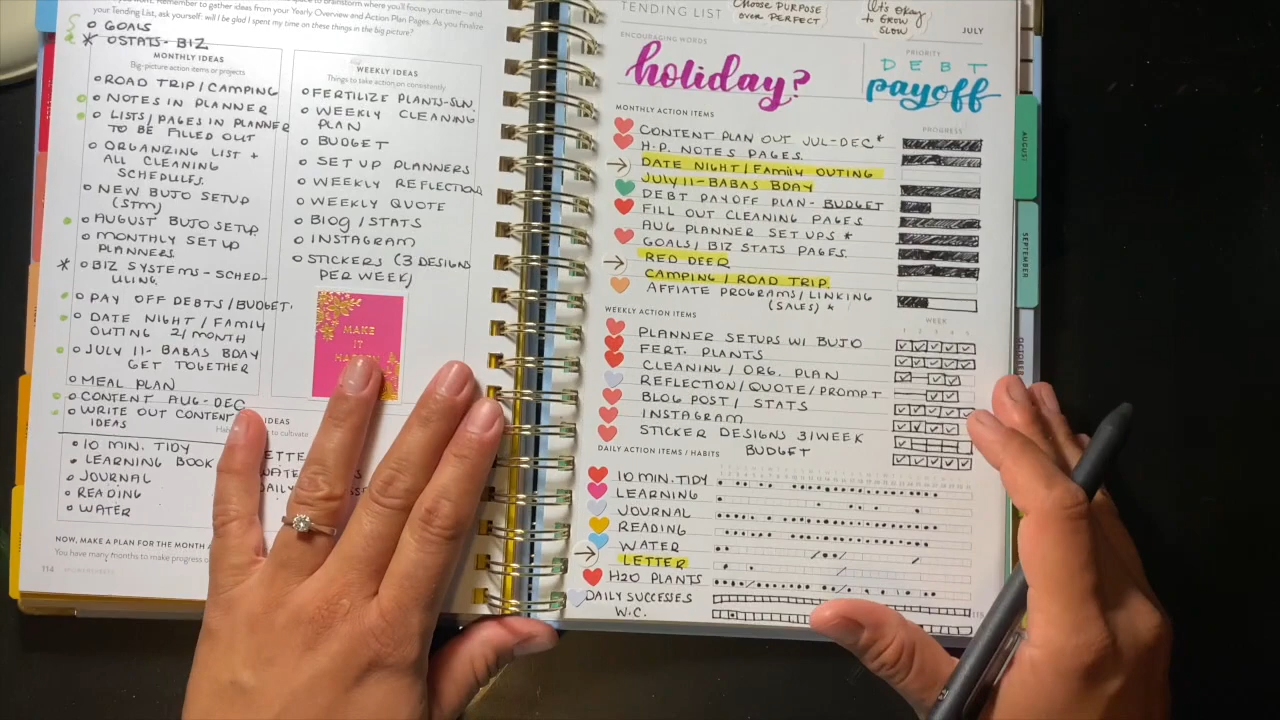 your Tending List, ask yourself: will I be glad I spent my time on these things in the big picture?
GOALS
STATS - BIZ
MONTHLY IDEAS
Big-picture action items or projects
ROAD TRIP / CAMPING
NOTES IN PLANNER
LISTS/PAGES IN PLANNER
TO BE FILLED OUT
ORGANIZING LIST +
ALL CLEANING
SCHEDULES.
NEW BUJO SETUP
(STM)
AUGUST BUJO SETUP
MONTHLY SET UP
PLANNERS.
BIZ SYSTEMS - SCHED-
ULING.
PAY OFF DEBTS/BUDGET.
DATE NIGHT / FAMILY
OUTING 2/MONTH
JULY 11 - BABAS BDAY
GET TOGETHER
MEAL PLAN
CONTENT AUG-DEC
WRITE OUT CONTENT
IDEAS
WEEKLY IDEAS
Things to take action on consistently
FERTILIZE PLANTS-SUN.
WEEKLY CLEANING
PLAN
BUDGET
SET UP PLANNERS
WEEKLY REFLECTIONS
WEEKLY QUOTE
BLOG / STATS
INSTAGRAM
STICKERS (3 DESIGNS
PER WEEK)
MAKE
IT
IDEAS
to cultivate
10 MIN. TIDY
LEARNING BOOK
JOURNAL
READING
WATER
NOW, MAKE A PLAN FOR THE MONTH
You have many months to make progress
114
TENDING LIST
Choose PURPOSE
over PERFECT
It's okay
to GROW
SLOW
JULY
ENCOURAGING WORDS
holiday?
PRIORITY
DEBT
payoff
MONTHLY ACTION ITEMS
PROGRESS
CONTENT PLAN OUT JUL-DEC*
H.P. NOTES PAGES.
DATE NIGHT / Family OUTING
JULY 11 - BABAS BDAY
DEBT PAYOFF PLAN - BUDGET
FILL OUT CLEANING PAGES
AUG PLANNER SET UPS *
GOALS / BIZ STATS PAGES.
RED DEER
CAMPING / ROAD TRIP
AFFIATE PROGRAMS / LINKING
(SALES) *
WEEKLY ACTION ITEMS
WEEK
1 2 3 4 5
PLANNER SETUPS W/ BUJO
FERT. PLANTS
CLEANING / ORG. PLAN
REFLECTION/QUOTE/PROMPT
BLOG POST / STATS
INSTAGRAM
STICKER DESIGNS 3/WEEK
BUDGET
DAILY ACTION ITEMS / HABITS
10 MIN. TIDY
LEARNING
JOURNAL
READING
WATER
LETTER
H2O PLANTS
DAILY SUCCESSES
W.C.
AUGUST
SEPTEMBER
OCTOBER